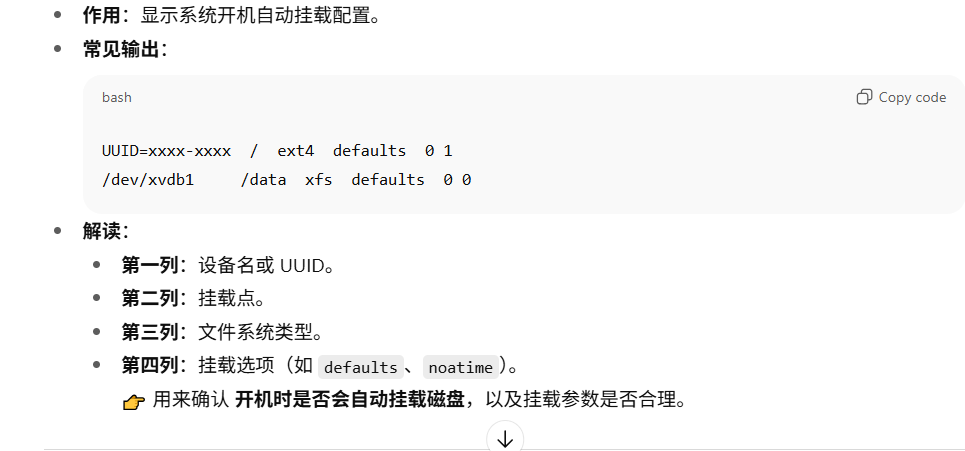 作用：显示系统开机自动挂载配置。
常见输出：
bash
Copy code
UUID=xxxx-xxxx  /  ext4  defaults  0 1
/dev/xvdb1     /data  xfs  defaults  0 0
解读：
第一列：设备名或 UUID。
第二列：挂载点。
第三列：文件系统类型。
第四列：挂载选项（如 defaults、noatime）。
👉 用来确认 开机时是否会自动挂载磁盘，以及挂载参数是否合理。